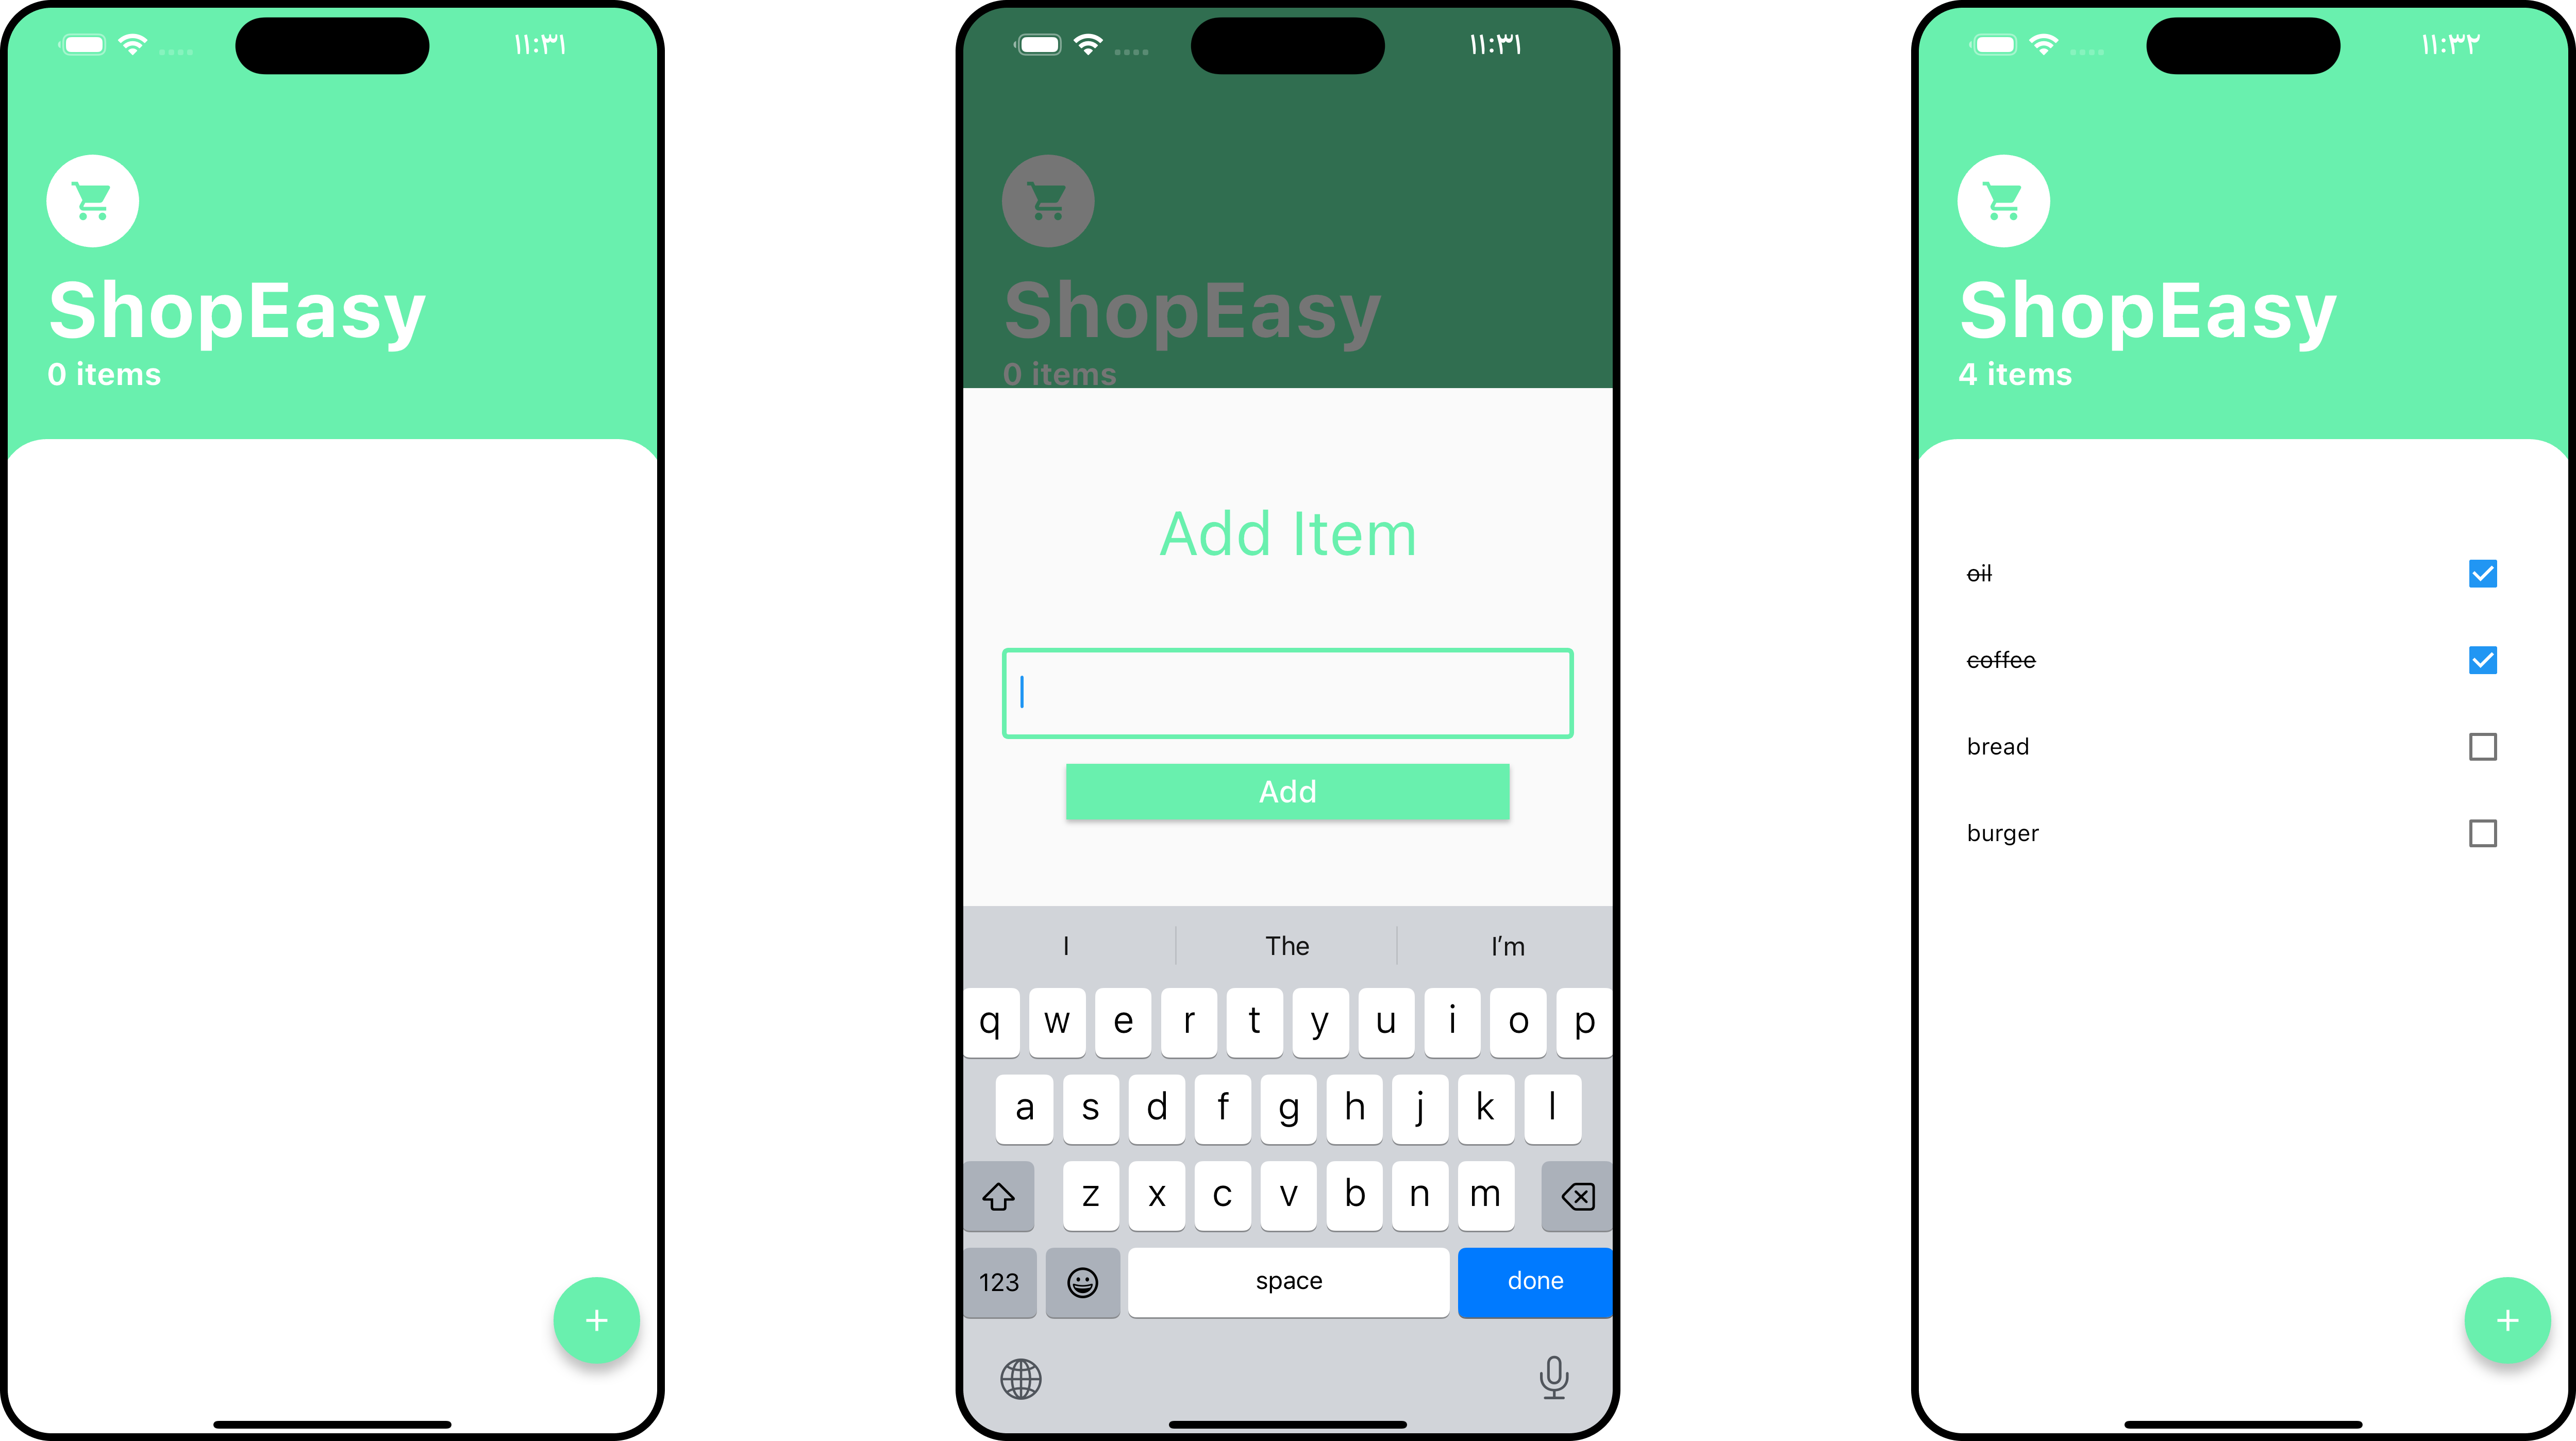 ١١:٣١
ShopEasy
0 items
١١:٣١
ShopEasy
0 items
Add Item
Add
I The I'm
q w e r t y u i o p
a s d f g h j k l
z x c v b n m
123 space done
١١:٣٢
ShopEasy
4 items
oil
coffee
bread
burger